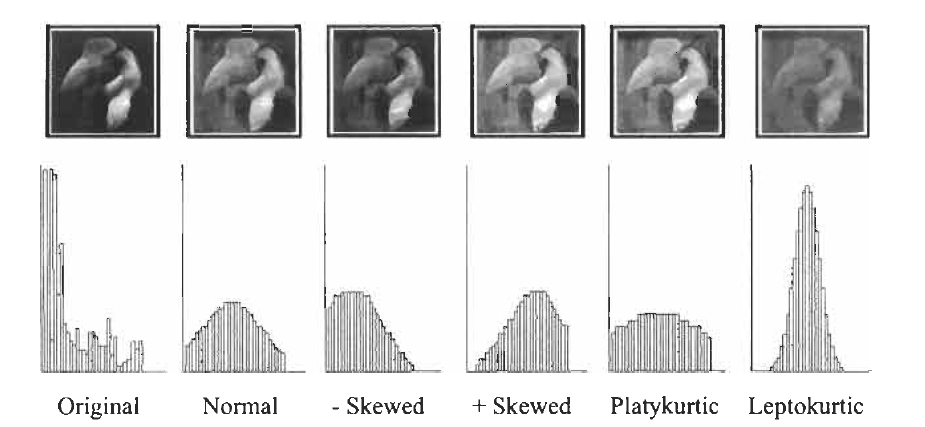 Original Normal - Skewed + Skewed Platykurtic Leptokurtic